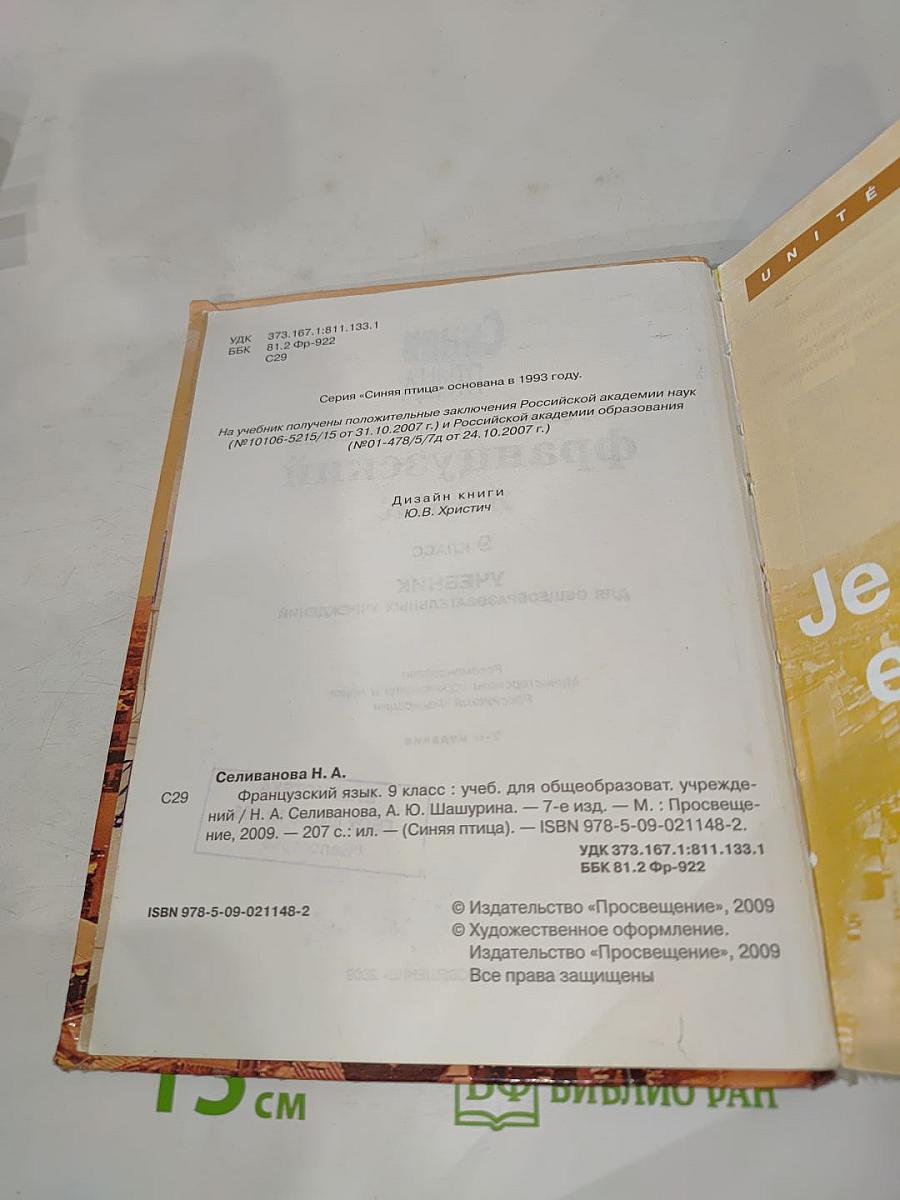 УДК 373.167.1:811.133.1
ББК 81.2 Фр-922
С29
Серия «Синяя птица» основана в 1993 году.
На учебник получены положительные заключения Российской академии наук
(№10106-5215/15 от 31.10.2007 г.) и Российской академии образования
(№01-478/5/7д от 24.10.2007 г.)
Дизайн книги
Ю.В. Христич
Селиванова Н. А.
С29 Французский язык. 9 класс : учеб. для общеобразоват. учрежде-
ний / Н. А. Селиванова, А. Ю. Шашурина. — 7-е изд. — М. : Просвеще-
ние, 2009. — 207 с.: ил. — (Синяя птица). — ISBN 978-5-09-021148-2.
УДК 373.167.1:811.133.1
ББК 81.2 Фр-922
ISBN 978-5-09-021148-2
© Издательство «Просвещение», 2009
© Художественное оформление.
Издательство «Просвещение», 2009
Все права защищены
UNITÉ
Je
e
15 см
БФ БИБЛИОГРАН